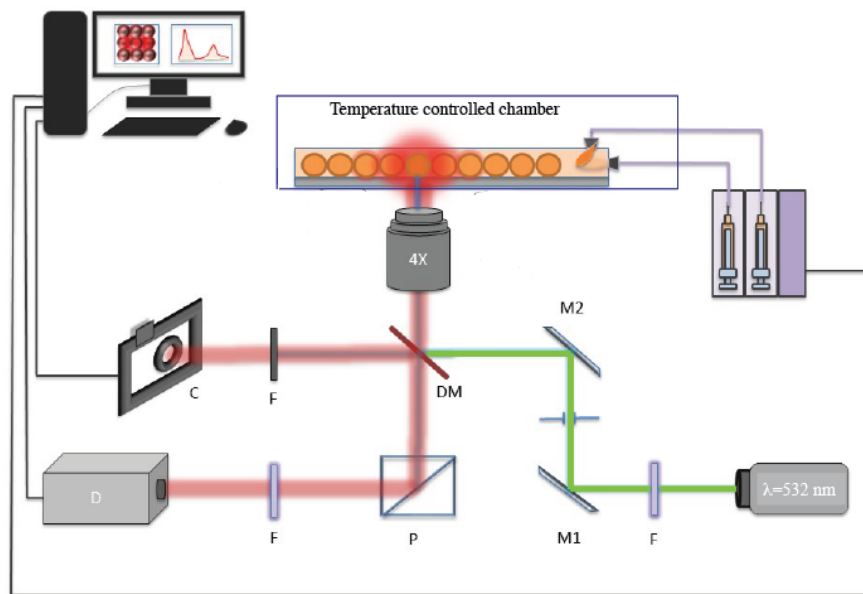 Temperature controlled chamber
4X
M2
C
F
DM
D
F
P
M1
F
λ=532 nm